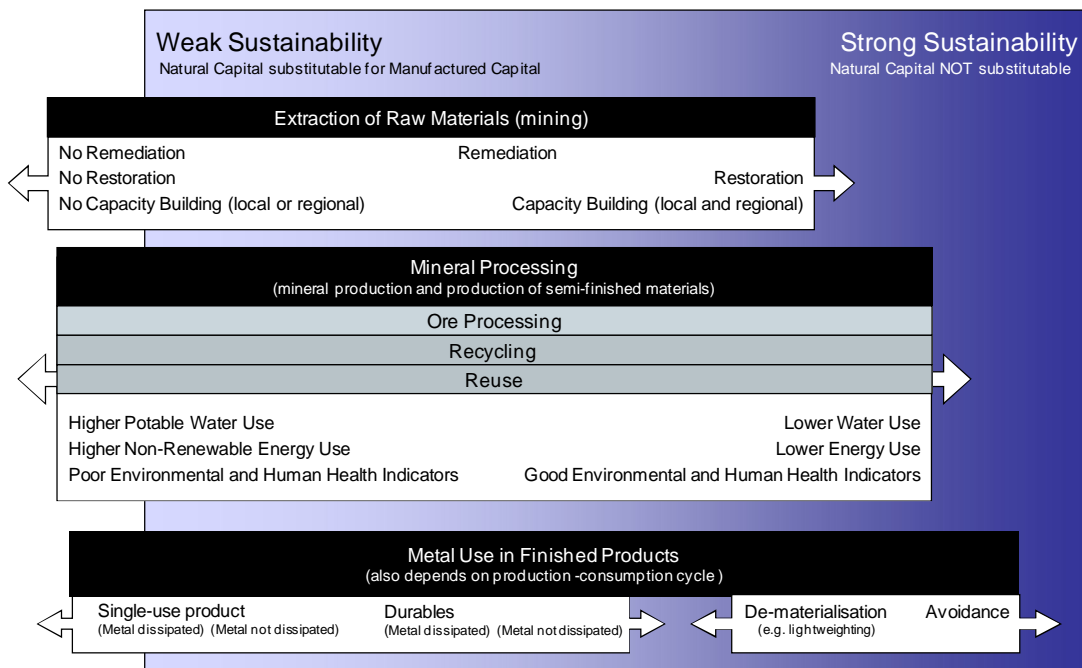 Weak Sustainability
Natural Capital substitutable for Manufactured Capital
Strong Sustainability
Natural Capital NOT substitutable
Extraction of Raw Materials (mining)
No Remediation
Remediation
No Restoration
Restoration
No Capacity Building (local or regional)
Capacity Building (local and regional)
Mineral Processing
(mineral production and production of semi-finished materials)
Ore Processing
Recycling
Reuse
Higher Potable Water Use
Lower Water Use
Higher Non-Renewable Energy Use
Lower Energy Use
Poor Environmental and Human Health Indicators
Good Environmental and Human Health Indicators
Metal Use in Finished Products
(also depends on production -consumption cycle )
Single-use product
(Metal dissipated) (Metal not dissipated)
Durables
(Metal dissipated) (Metal not dissipated)
De-materialisation
(e.g. lightweighting)
Avoidance